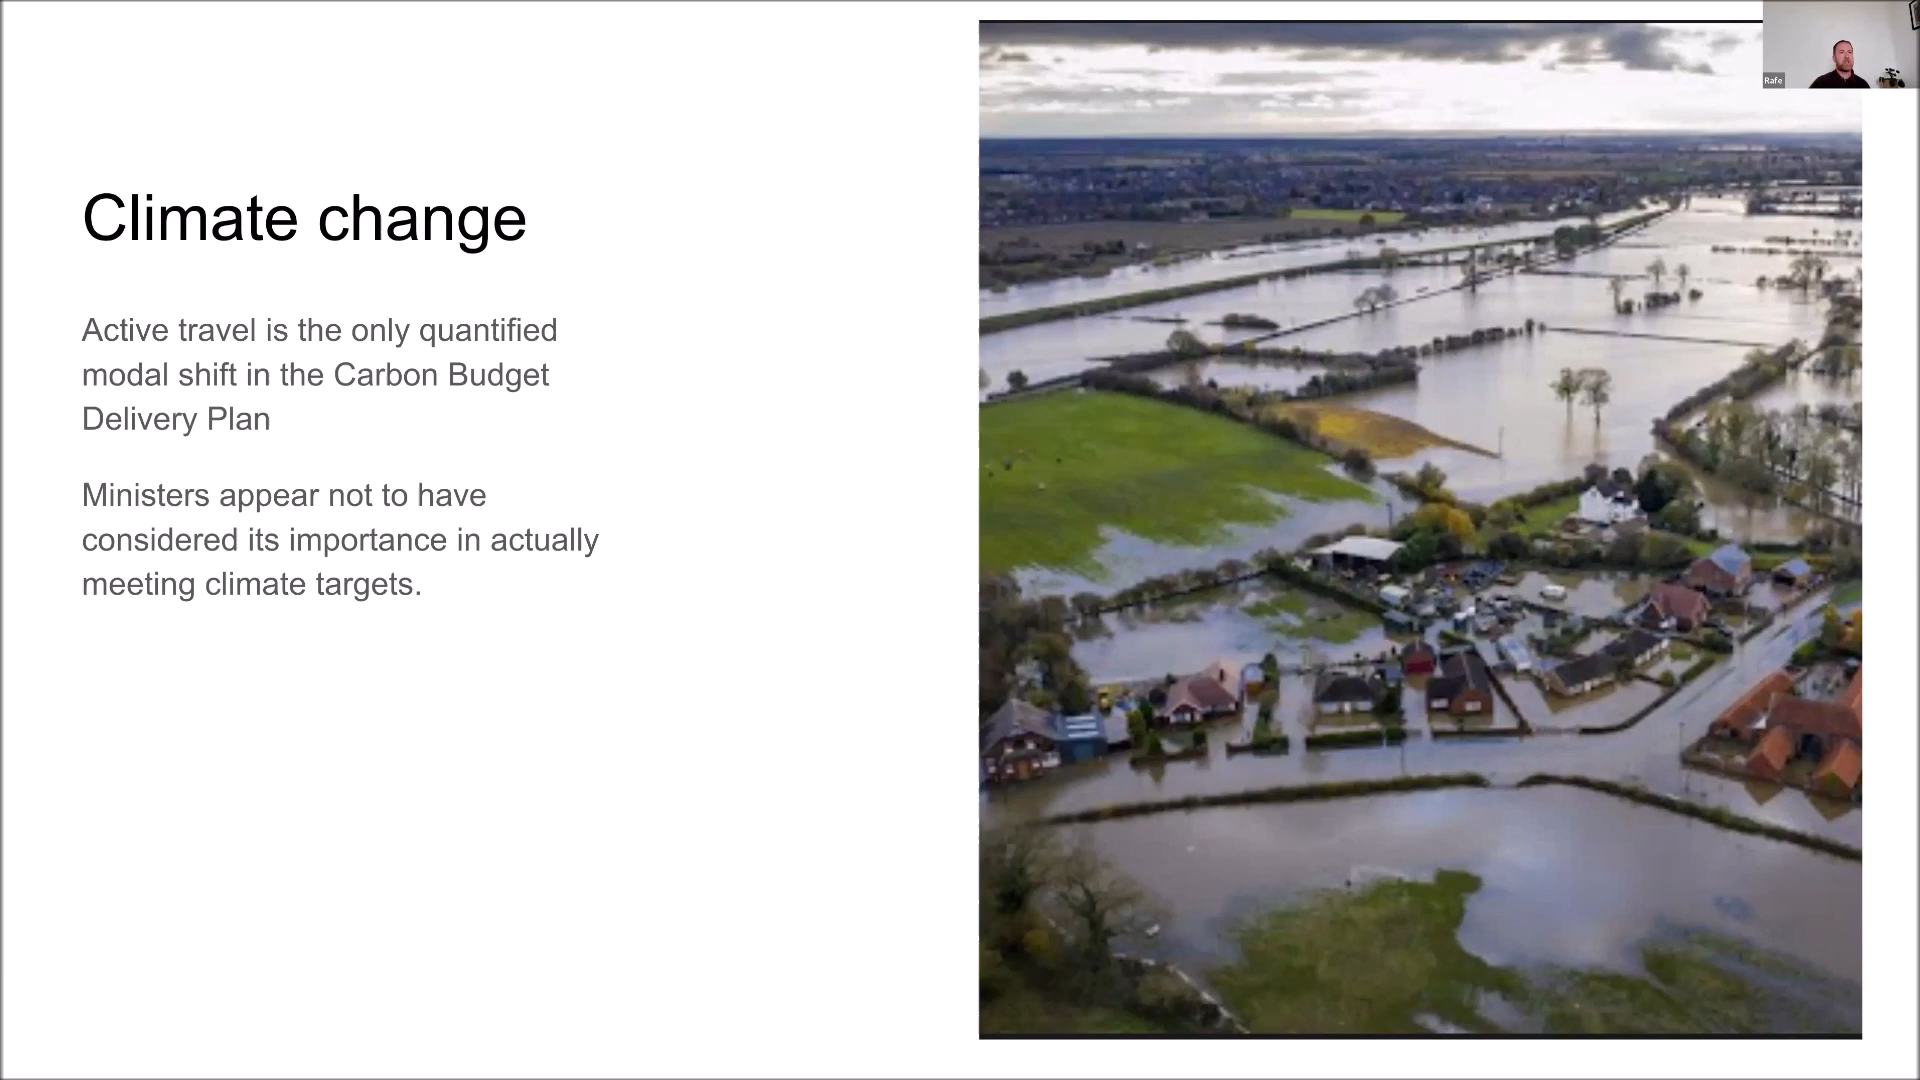 Rafe
Climate change
Active travel is the only quantified
modal shift in the Carbon Budget
Delivery Plan
Ministers appear not to have
considered its importance in actually
meeting climate targets.